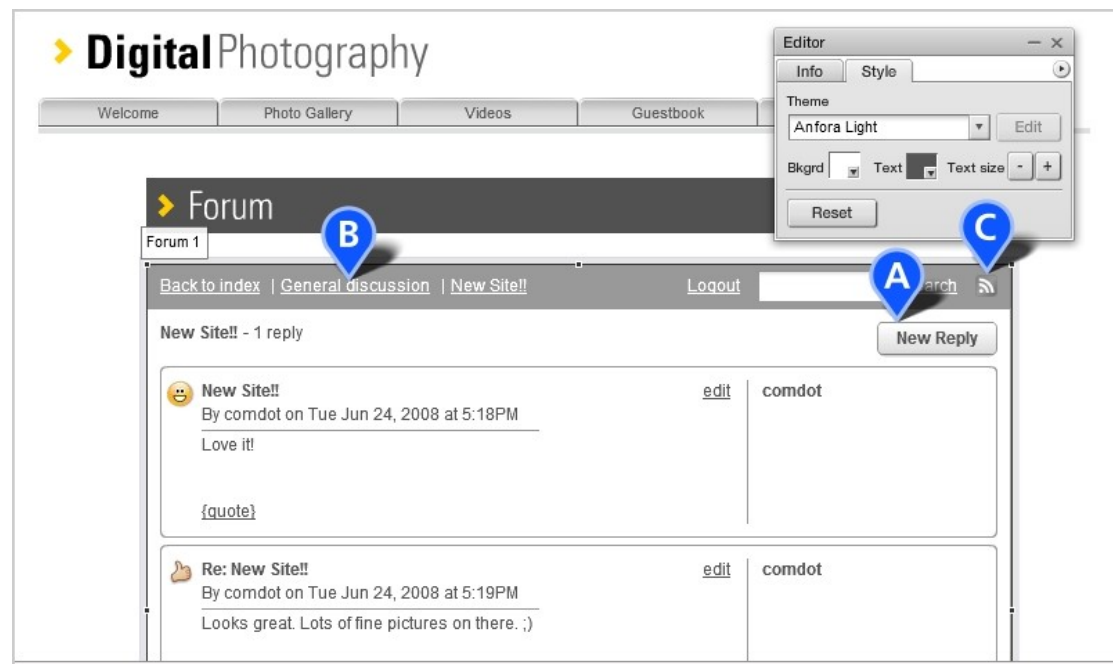 Digital Photography
Editor
Info Style
Theme
Anfora Light Edit
Bkgrd Text Text size - +
Reset
Welcome Photo Gallery Videos Guestbook
Forum
Forum 1
B
C
A
Back to index | General discussion | New Site!! Logout
New Site!! - 1 reply
New Reply
New Site!! edit comdot
By comdot on Tue Jun 24, 2008 at 5:18PM
Love it!
{quote}
Re: New Site!! edit comdot
By comdot on Tue Jun 24, 2008 at 5:19PM
Looks great. Lots of fine pictures on there. ;)